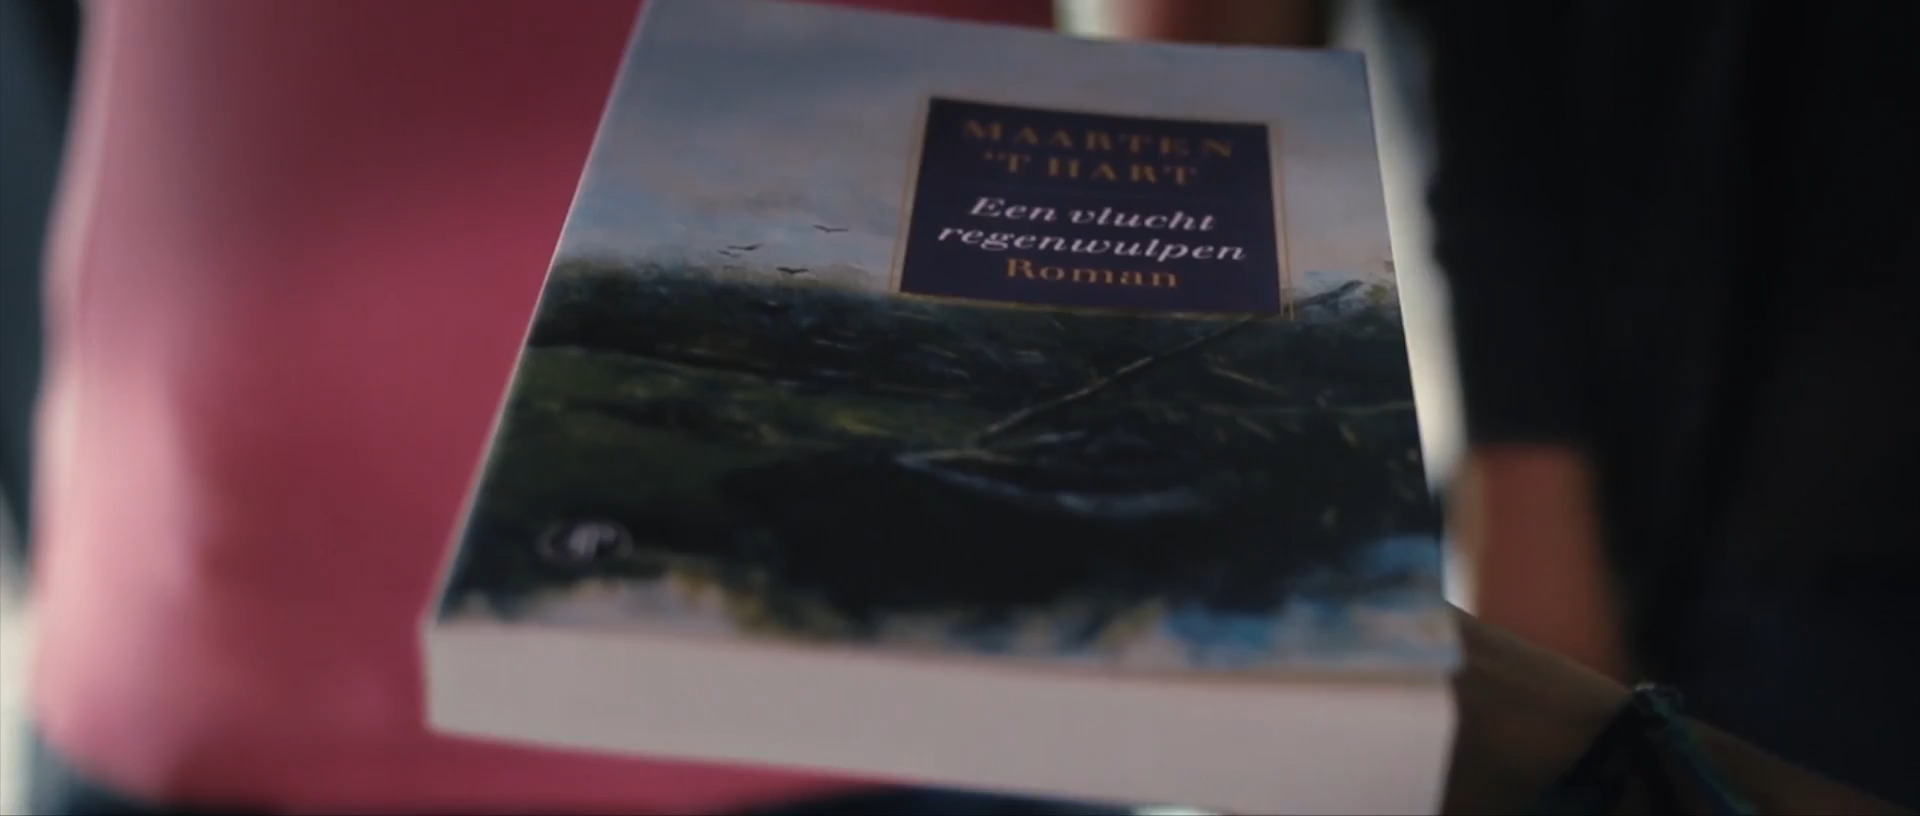 MAARTEN
'T HART
Een vlucht
regenwulpen
Roman